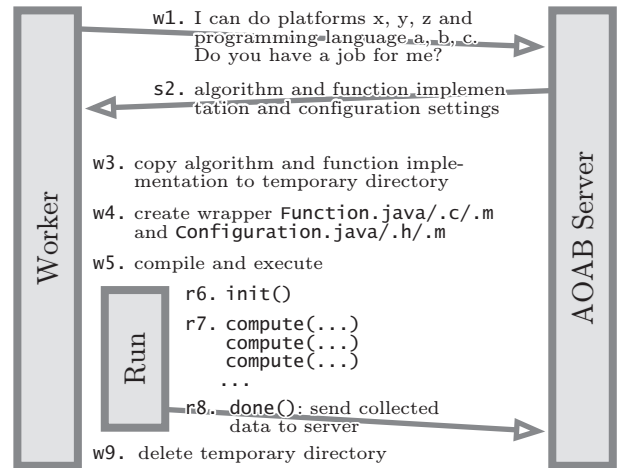 w1. I can do platforms x, y, z and
programming language a, b, c.
Do you have a job for me?
s2. algorithm and function implemen-
tation and configuration settings
w3. copy algorithm and function imple-
mentation to temporary directory
w4. create wrapper Function.java/.c/.m
and Configuration.java/.h/.m
w5. compile and execute
r6. init()
r7. compute(...)
compute(...)
compute(...)
...
r8. done(): send collected
data to server
w9. delete temporary directory
Worker
Run
AOAB Server